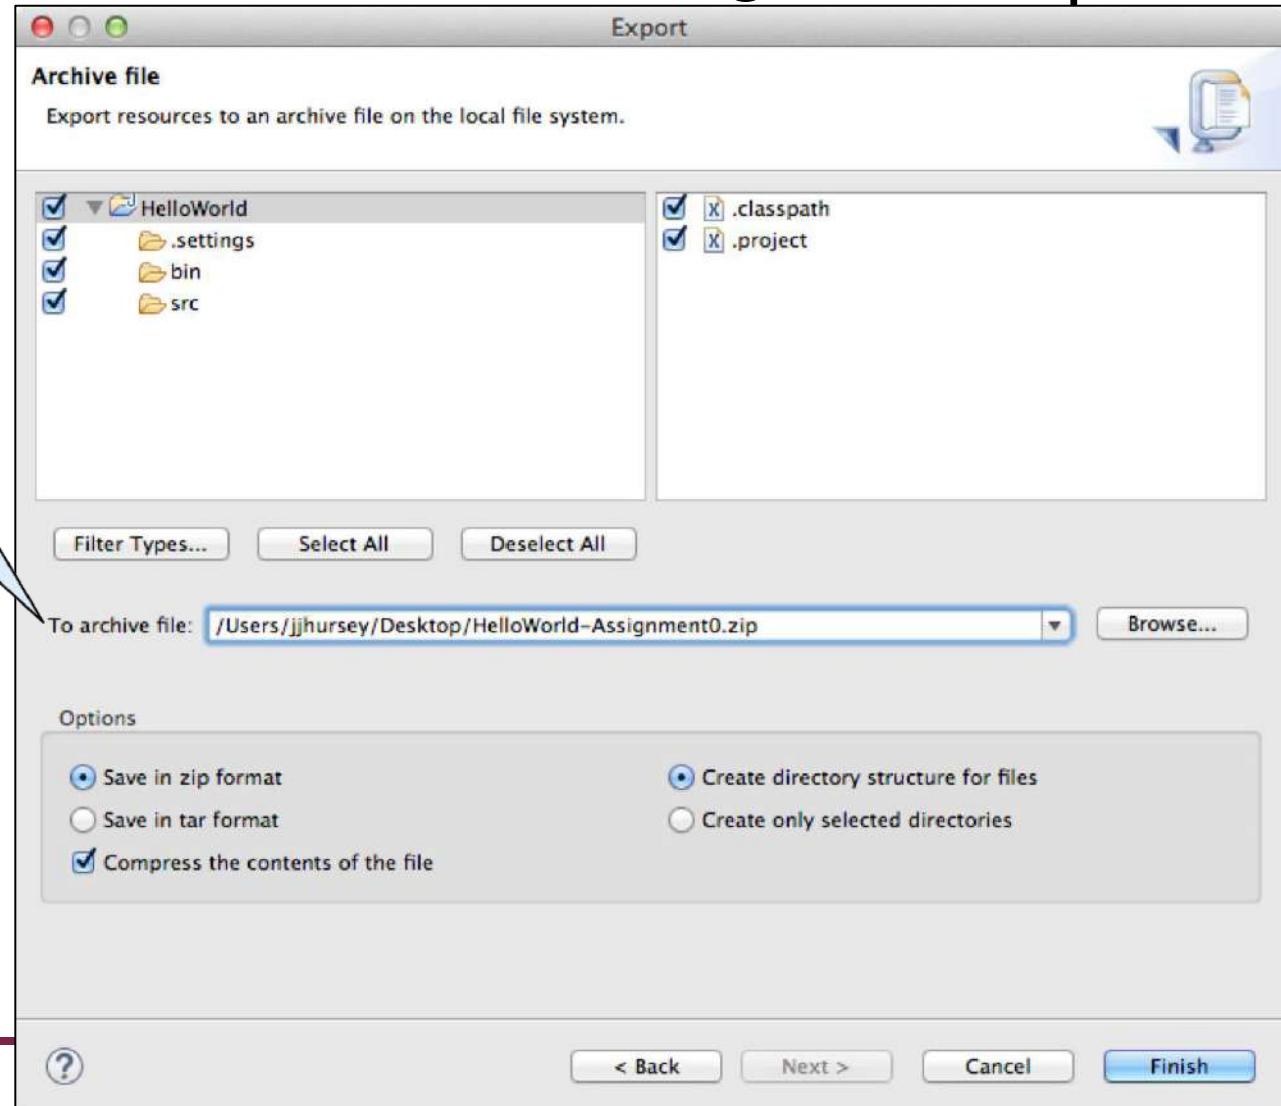 Export
Archive file
Export resources to an archive file on the local file system.
HelloWorld
.settings
bin
src
.classpath
.project
Filter Types...
Select All
Deselect All
To archive file:
/Users/jjhursey/Desktop/HelloWorld-Assignment0.zip
Browse...
Options
Save in zip format
Save in tar format
Compress the contents of the file
Create directory structure for files
Create only selected directories
?
< Back
Next >
Cancel
Finish